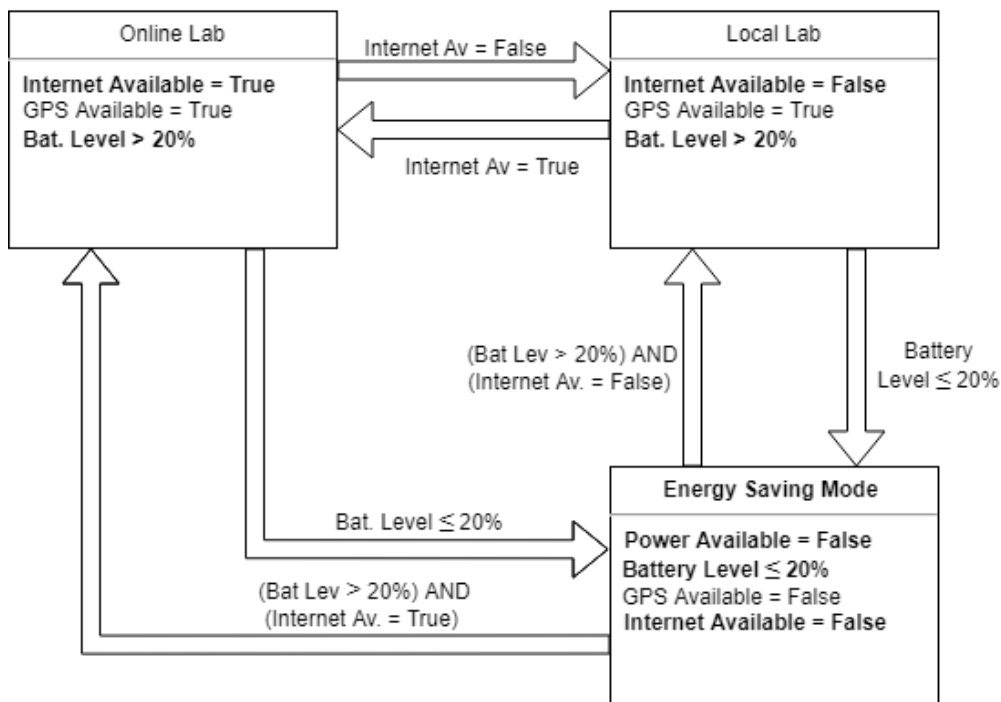 Online Lab
Internet Available = True
GPS Available = True
Bat. Level > 20%
Internet Av = False
Internet Av = True
Local Lab
Internet Available = False
GPS Available = True
Bat. Level > 20%
(Bat Lev > 20%) AND
(Internet Av. = False)
Battery
Level ≤ 20%
Bat. Level ≤ 20%
(Bat Lev > 20%) AND
(Internet Av. = True)
Energy Saving Mode
Power Available = False
Battery Level ≤ 20%
GPS Available = False
Internet Available = False